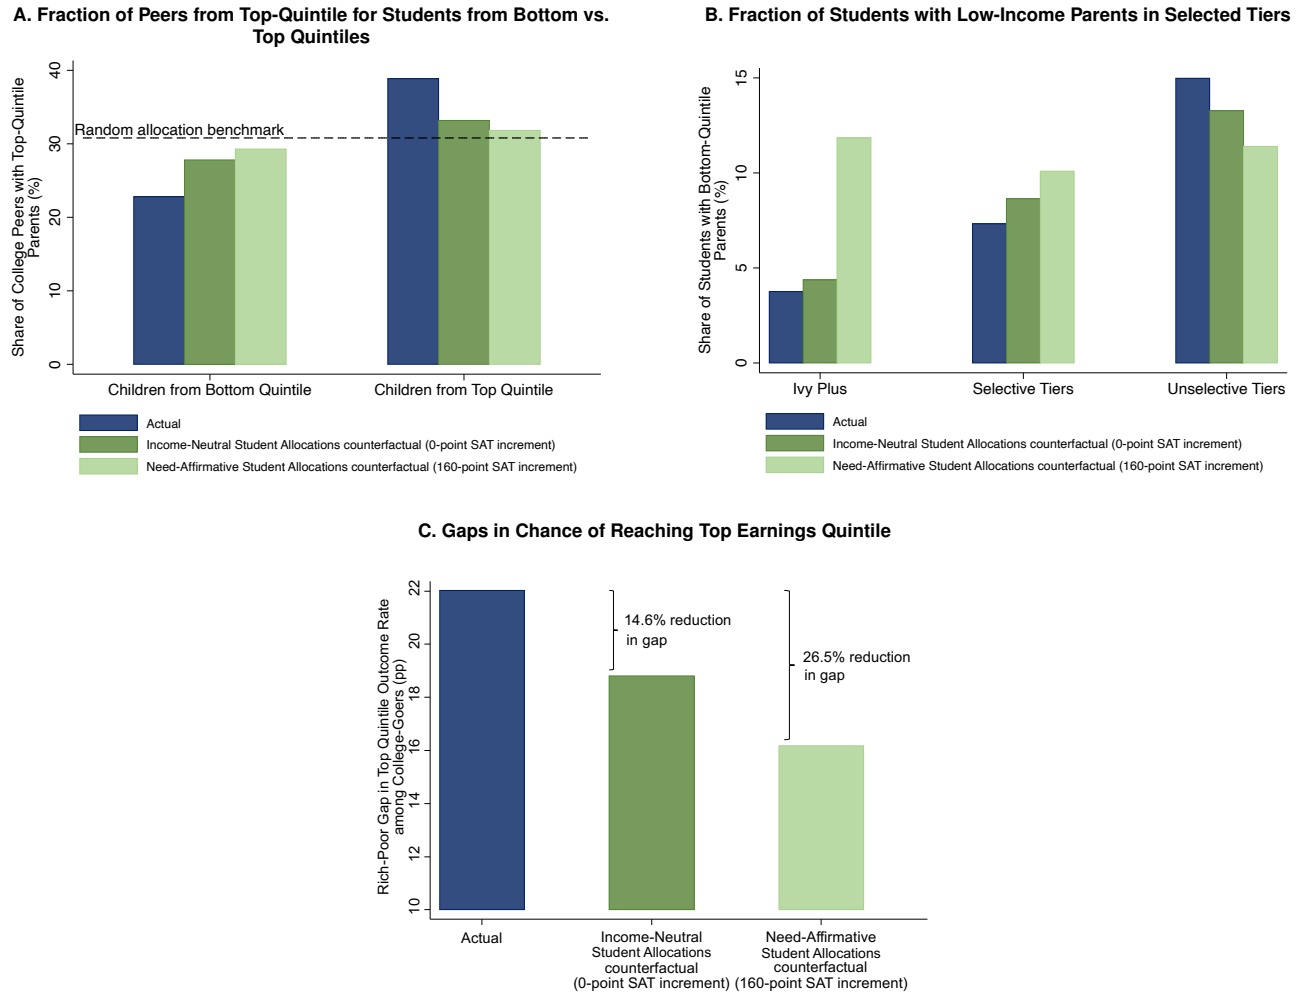 A. Fraction of Peers from Top-Quintile for Students from Bottom vs.
Top Quintiles
Share of College Peers with Top-Quintile
Parents (%)
40
30
20
10
0
Random allocation benchmark
Children from Bottom Quintile
Children from Top Quintile
Actual
Income-Neutral Student Allocations counterfactual (0-point SAT increment)
Need-Affirmative Student Allocations counterfactual (160-point SAT increment)
B. Fraction of Students with Low-Income Parents in Selected Tiers
Share of Students with Bottom-Quintile
Parents (%)
15
10
5
0
Ivy Plus
Selective Tiers
Unselective Tiers
Actual
Income-Neutral Student Allocations counterfactual (0-point SAT increment)
Need-Affirmative Student Allocations counterfactual (160-point SAT increment)
C. Gaps in Chance of Reaching Top Earnings Quintile
Rich-Poor Gap in Top Quintile Outcome Rate
among College-Goers (pp)
22
20
18
16
14
12
10
14.6% reduction
in gap
26.5% reduction
in gap
Actual
Income-Neutral
Student Allocations
counterfactual
(0-point SAT increment)
Need-Affirmative
Student Allocations
counterfactual
(160-point SAT increment)